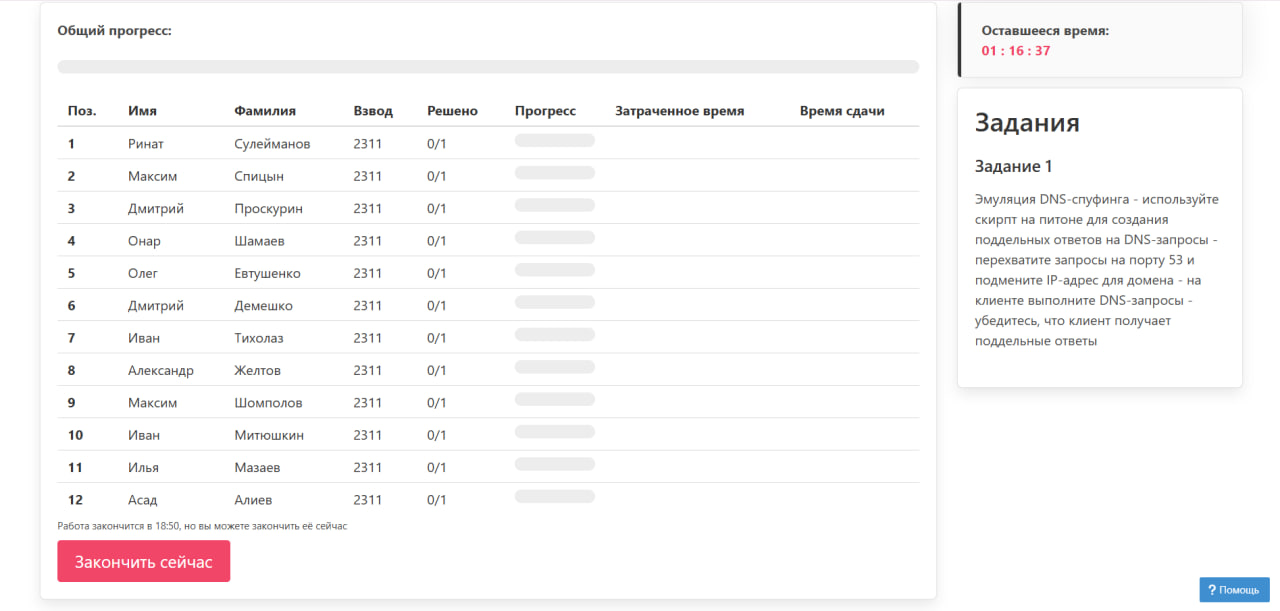 Общий прогресс:
Поз. Имя Фамилия Взвод Решено Прогресс Затраченное время Время сдачи
1 Ринат Сулейманов 2311 0/1
2 Максим Спицын 2311 0/1
3 Дмитрий Проскурин 2311 0/1
4 Онар Шамаев 2311 0/1
5 Олег Евтушенко 2311 0/1
6 Дмитрий Демешко 2311 0/1
7 Иван Тихолаз 2311 0/1
8 Александр Желтов 2311 0/1
9 Максим Шомполов 2311 0/1
10 Иван Митюшкин 2311 0/1
11 Илья Мазаев 2311 0/1
12 Асад Алиев 2311 0/1
Работа закончится в 18:50, но вы можете закончить её сейчас
Закончить сейчас
Оставшееся время:
01 : 16 : 37
Задания
Задание 1
Эмуляция DNS-спуфинга - используйте
скирпт на питоне для создания
поддельных ответов на DNS-запросы -
перехватите запросы на порту 53 и
подмените IP-адрес для домена - на
клиенте выполните DNS-запросы -
убедитесь, что клиент получает
поддельные ответы
? Помощь